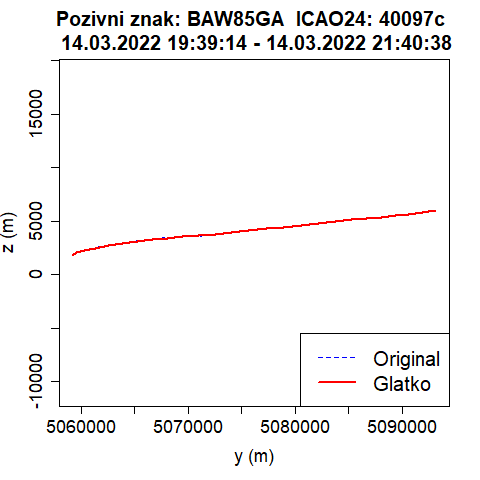 Pozivni znak: BAW85GA  ICAO24: 40097c
14.03.2022 19:39:14 - 14.03.2022 21:40:38
z (m)
15000
5000
0
-10000
Original
Glatko
5060000 5070000 5080000 5090000
y (m)